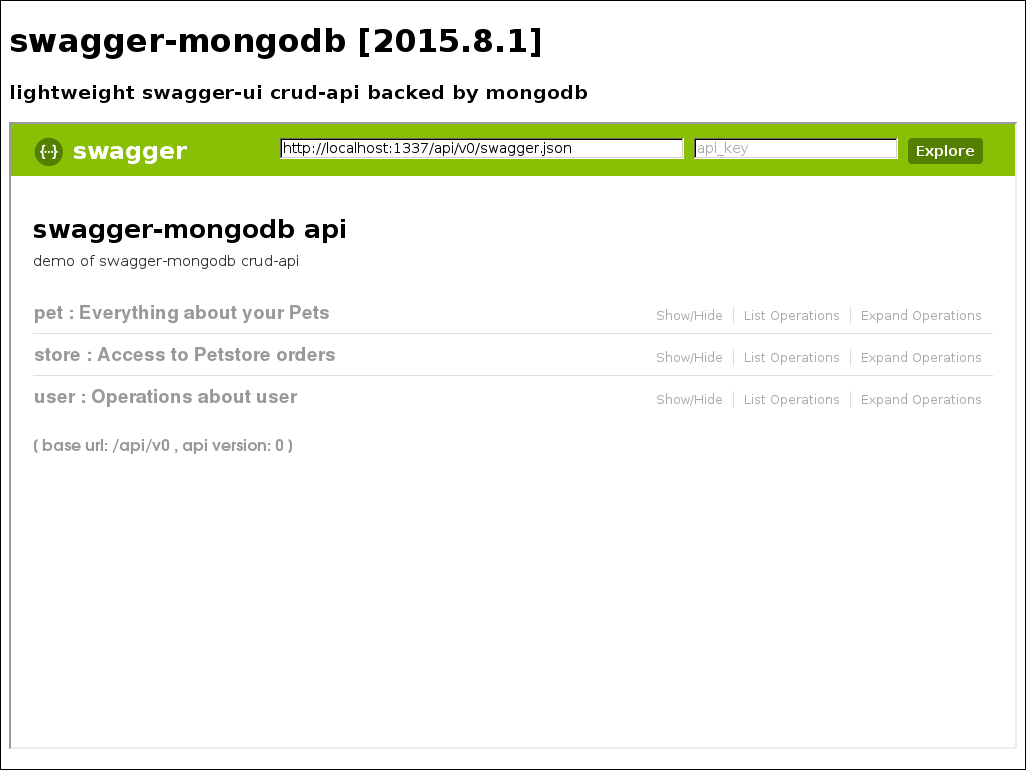 swagger-mongodb [2015.8.1]
lightweight swagger-ui crud-api backed by mongodb
{···} swagger http://localhost:1337/api/v0/swagger.json api_key Explore
swagger-mongodb api
demo of swagger-mongodb crud-api
pet : Everything about your Pets Show/Hide List Operations Expand Operations
store : Access to Petstore orders Show/Hide List Operations Expand Operations
user : Operations about user Show/Hide List Operations Expand Operations
( base url: /api/v0 , api version: 0 )